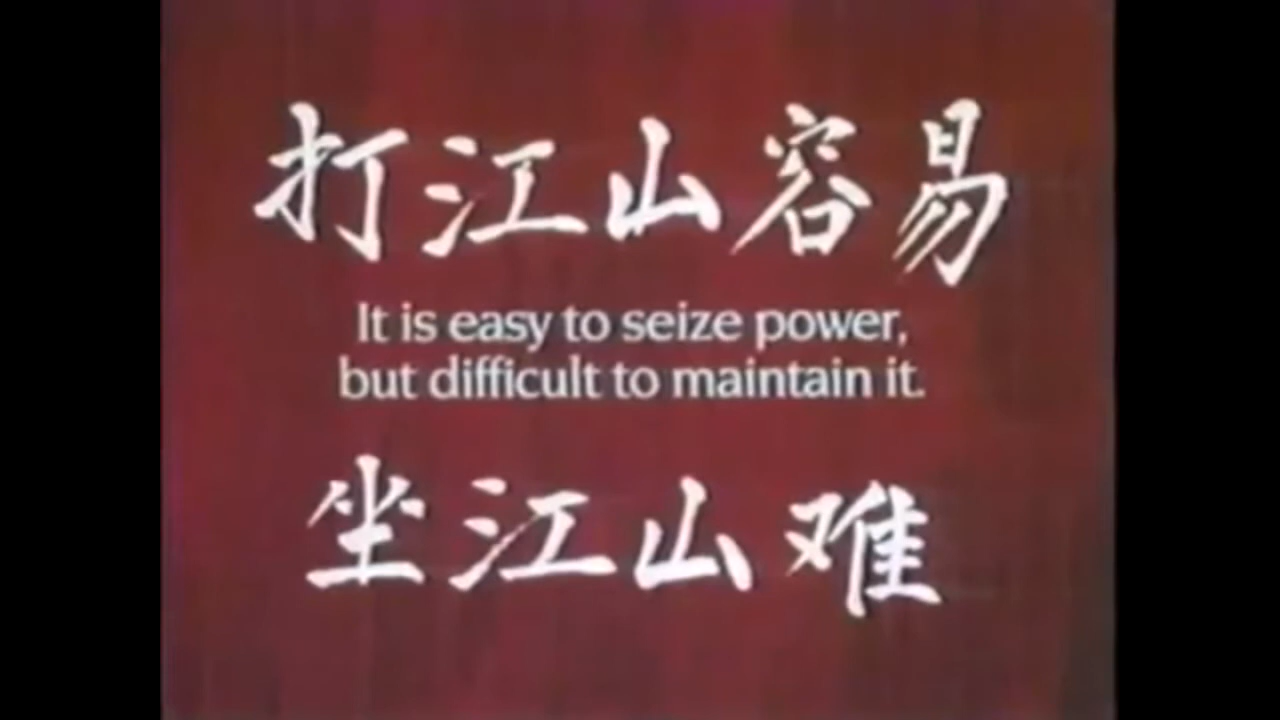 打江山容易
It is easy to seize power,
but difficult to maintain it.
坐江山难